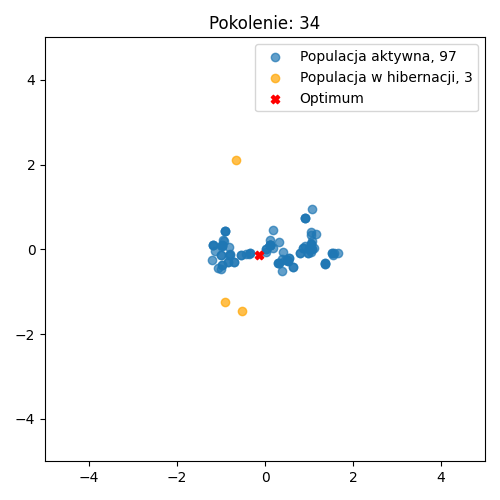 Pokolenie: 34
Populacja aktywna, 97
Populacja w hibernacji, 3
Optimum
4
2
0
−2
−4
−4
−2
0
2
4